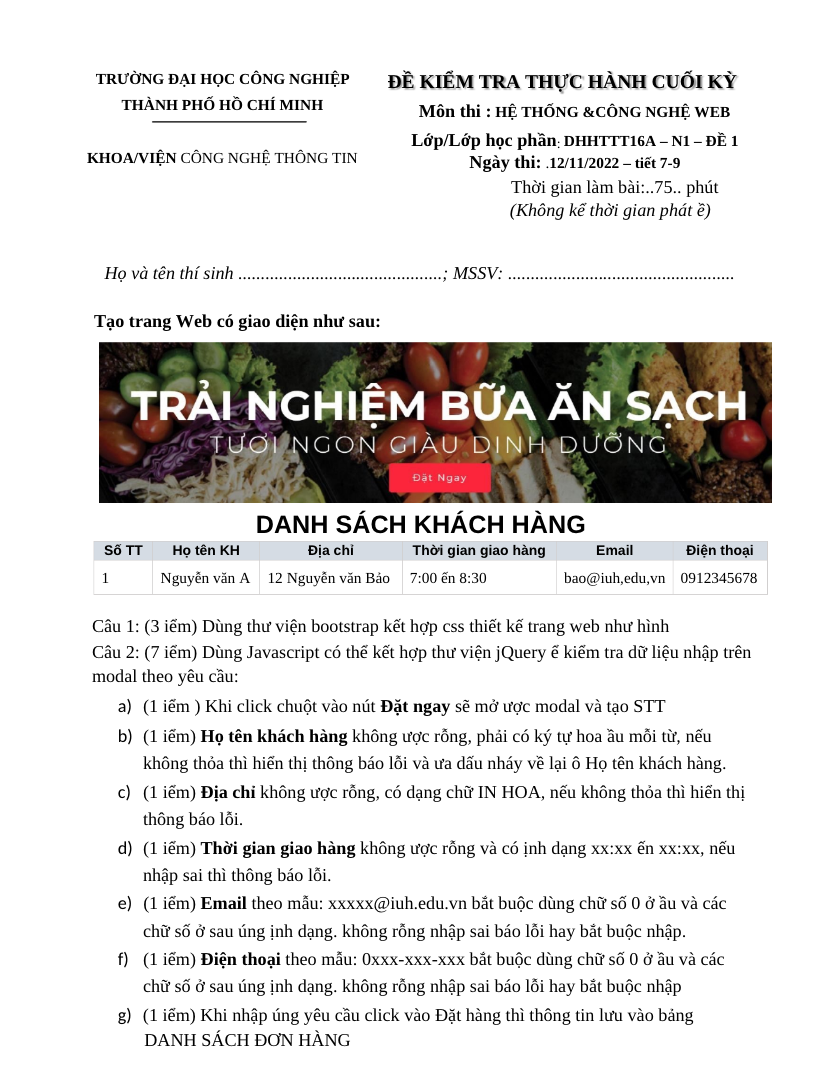 TRƯỜNG ĐẠI HỌC CÔNG NGHIỆP
THÀNH PHỐ HỒ CHÍ MINH
KHOA/VIỆN CÔNG NGHỆ THÔNG TIN
ĐỀ KIỂM TRA THỰC HÀNH CUỐI KỲ
Môn thi : HỆ THỐNG &CÔNG NGHỆ WEB
Lớp/Lớp học phần: DHHTTT16A – N1 – ĐỀ 1
Ngày thi: .12/11/2022 – tiết 7-9
Thời gian làm bài:..75.. phút
(Không kể thời gian phát ề)
Họ và tên thí sinh .............................................; MSSV: ..................................................
Tạo trang Web có giao diện như sau:
TRẢI NGHIỆM BỮA ĂN SẠCH
TƯƠI NGON GIÀU DINH DƯỠNG
Đặt Ngay
DANH SÁCH KHÁCH HÀNG
Số TT Họ tên KH Địa chỉ Thời gian giao hàng Email Điện thoại
1 Nguyễn văn A 12 Nguyễn văn Bảo 7:00 ến 8:30 bao@iuh,edu,vn 0912345678
Câu 1: (3 iểm) Dùng thư viện bootstrap kết hợp css thiết kế trang web như hình
Câu 2: (7 iểm) Dùng Javascript có thể kết hợp thư viện jQuery ể kiểm tra dữ liệu nhập trên
modal theo yêu cầu:
a) (1 iểm ) Khi click chuột vào nút Đặt ngay sẽ mở ược modal và tạo STT
b) (1 iểm) Họ tên khách hàng không ược rỗng, phải có ký tự hoa ầu mỗi từ, nếu
không thỏa thì hiển thị thông báo lỗi và ưa dấu nháy về lại ô Họ tên khách hàng.
c) (1 iểm) Địa chỉ không ược rỗng, có dạng chữ IN HOA, nếu không thỏa thì hiển thị
thông báo lỗi.
d) (1 iểm) Thời gian giao hàng không ược rỗng và có ịnh dạng xx:xx ến xx:xx, nếu
nhập sai thì thông báo lỗi.
e) (1 iểm) Email theo mẫu: xxxxx@iuh.edu.vn bắt buộc dùng chữ số 0 ở ầu và các
chữ số ở sau úng ịnh dạng. không rỗng nhập sai báo lỗi hay bắt buộc nhập.
f) (1 iểm) Điện thoại theo mẫu: 0xxx-xxx-xxx bắt buộc dùng chữ số 0 ở ầu và các
chữ số ở sau úng ịnh dạng. không rỗng nhập sai báo lỗi hay bắt buộc nhập
g) (1 iểm) Khi nhập úng yêu cầu click vào Đặt hàng thì thông tin lưu vào bảng
DANH SÁCH ĐƠN HÀNG